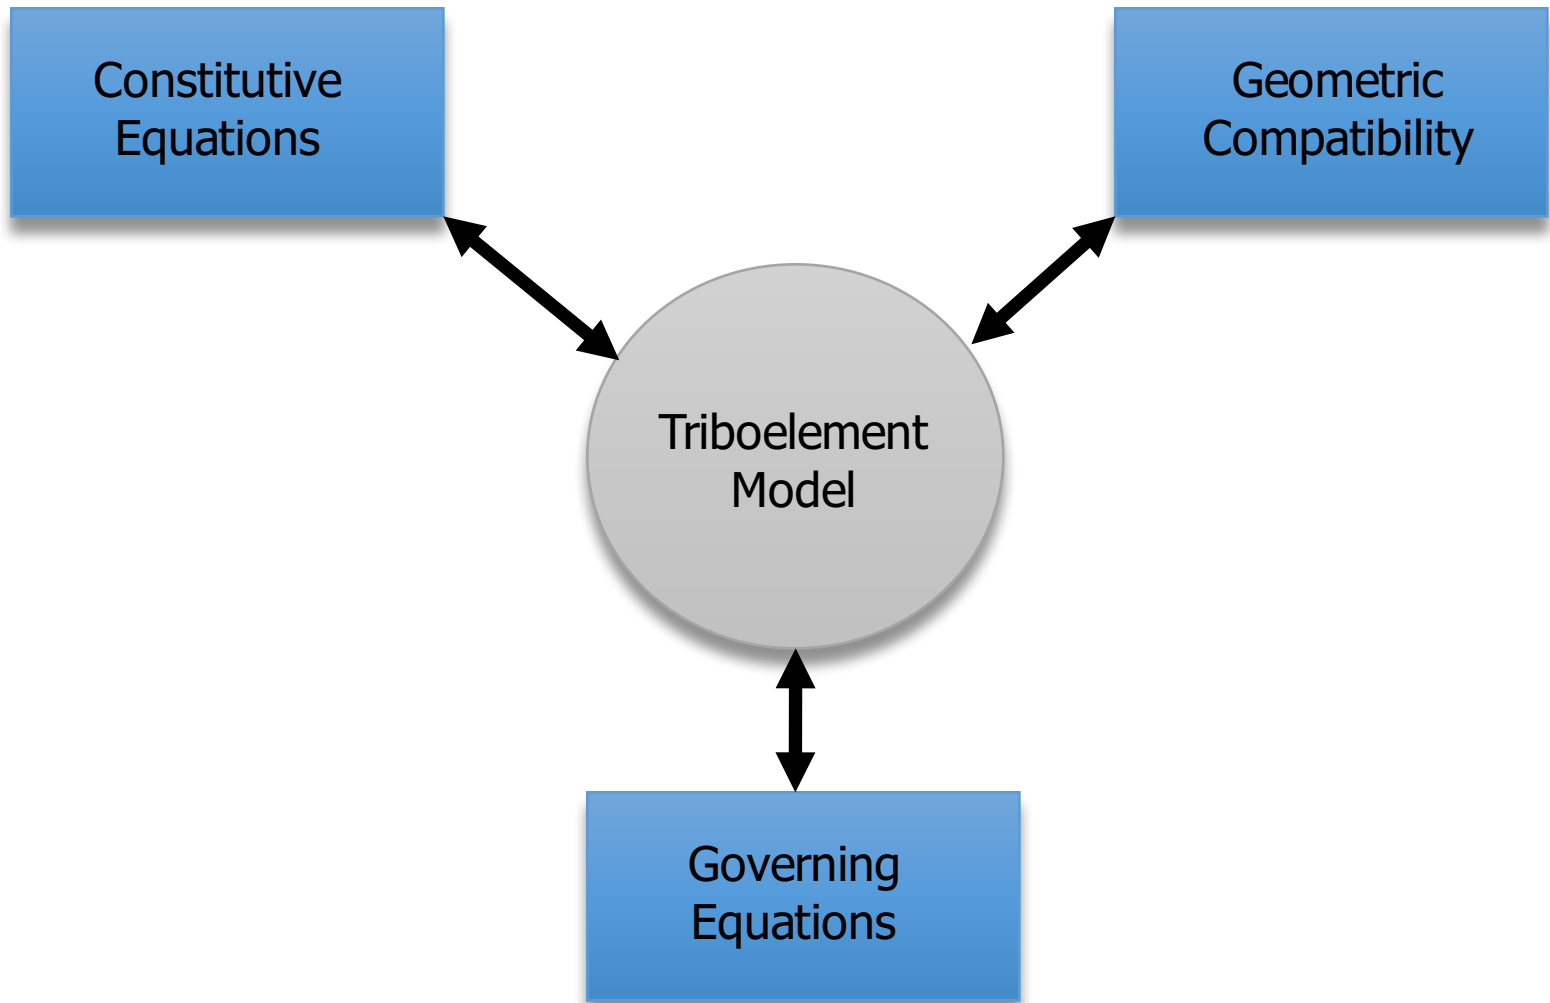 Constitutive
Equations
Geometric
Compatibility
Triboelement
Model
Governing
Equations